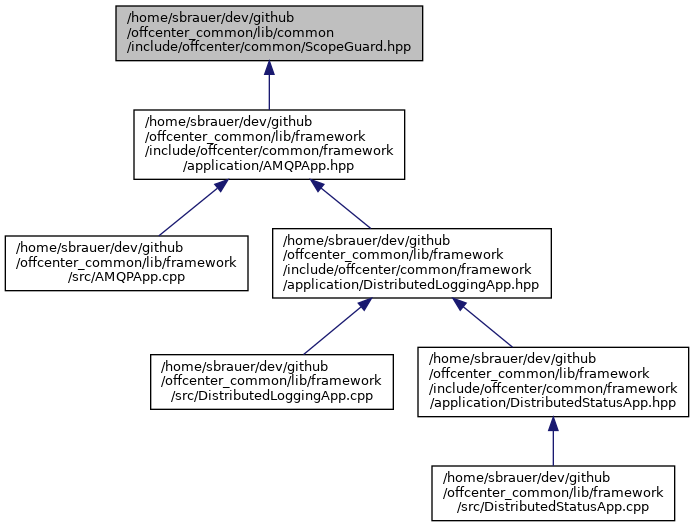 /home/sbrauer/dev/github
/offcenter_common/lib/common
/include/offcenter/common/ScopeGuard.hpp
/home/sbrauer/dev/github
/offcenter_common/lib/framework
/include/offcenter/common/framework
/application/AMQPApp.hpp
/home/sbrauer/dev/github
/offcenter_common/lib/framework
/src/AMQPApp.cpp
/home/sbrauer/dev/github
/offcenter_common/lib/framework
/include/offcenter/common/framework
/application/DistributedLoggingApp.hpp
/home/sbrauer/dev/github
/offcenter_common/lib/framework
/src/DistributedLoggingApp.cpp
/home/sbrauer/dev/github
/offcenter_common/lib/framework
/include/offcenter/common/framework
/application/DistributedStatusApp.hpp
/home/sbrauer/dev/github
/offcenter_common/lib/framework
/src/DistributedStatusApp.cpp